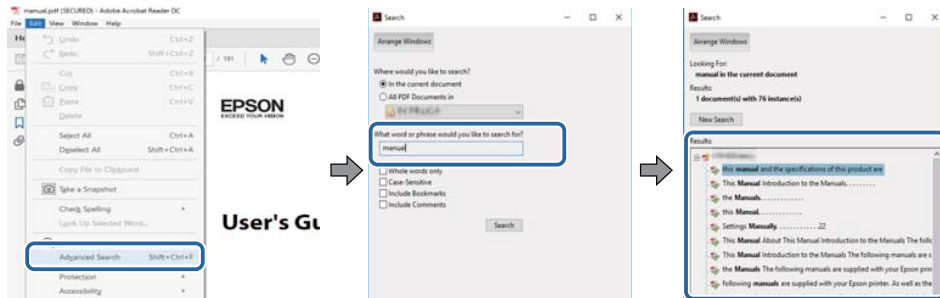 manual.pdf (SECURED) - Adobe Acrobat Reader DC
File Edit View Window Help
Undo Ctrl+Z
Redo Shift+Ctrl+Z
Cut Ctrl+X
Copy Ctrl+C
Paste Ctrl+V
Delete
Select All Ctrl+A
Deselect All Shift+Ctrl+A
Copy File to Clipboard
Take a Snapshot
Check Spelling
Look Up Selected Word...
Advanced Search Shift+Ctrl+F
Protection
Accessibility
/ 191
EPSON
EXCEED YOUR VISION
User's Gu
Search
Arrange Windows
Where would you like to search?
In the current document
All PDF Documents in
What word or phrase would you like to search for?
manual
Whole words only
Case-Sensitive
Include Bookmarks
Include Comments
Search
Search
Arrange Windows
Looking For:
manual in the current document
Results:
1 document(s) with 76 instance(s)
New Search
Results:
this manual and the specifications of this product are
This Manual Introduction to the Manuals. . . . . . . . .
the Manuals. . . . . . . . . . . . .
this Manual. . . . . . . . . . . . .
Settings Manually. . . . . . . . . . . .22
This Manual About This Manual Introduction to the Manuals The follo
This Manual Introduction to the Manuals The following manuals are s
the Manuals The following manuals are supplied with your Epson prin
following manuals are supplied with your Epson printer. As well as the